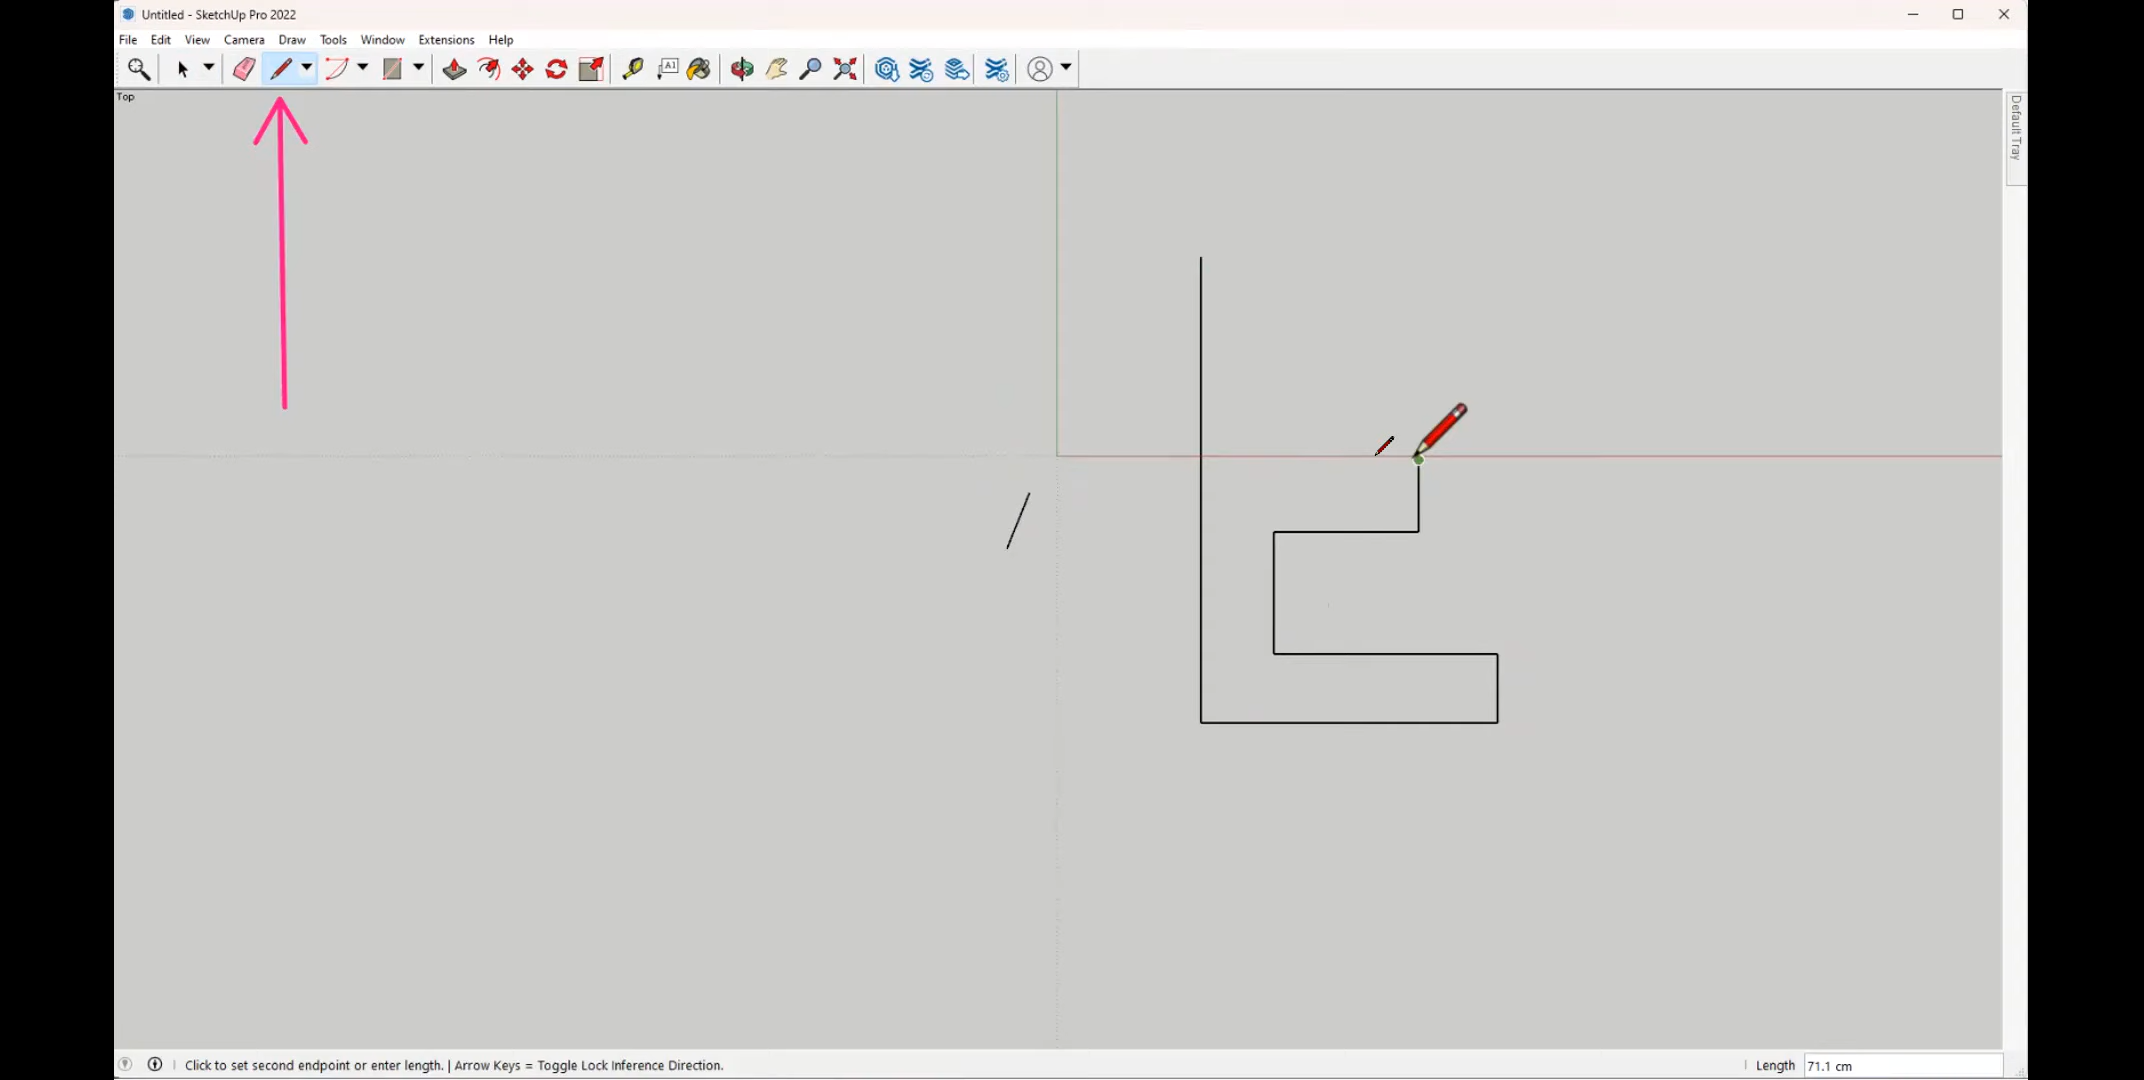 Untitled - SketchUp Pro 2022
File Edit View Camera Draw Tools Window Extensions Help
A1
Top
Default Tray
Click to set second endpoint or enter length. | Arrow Keys = Toggle Lock Inference Direction.
Length 71.1 cm